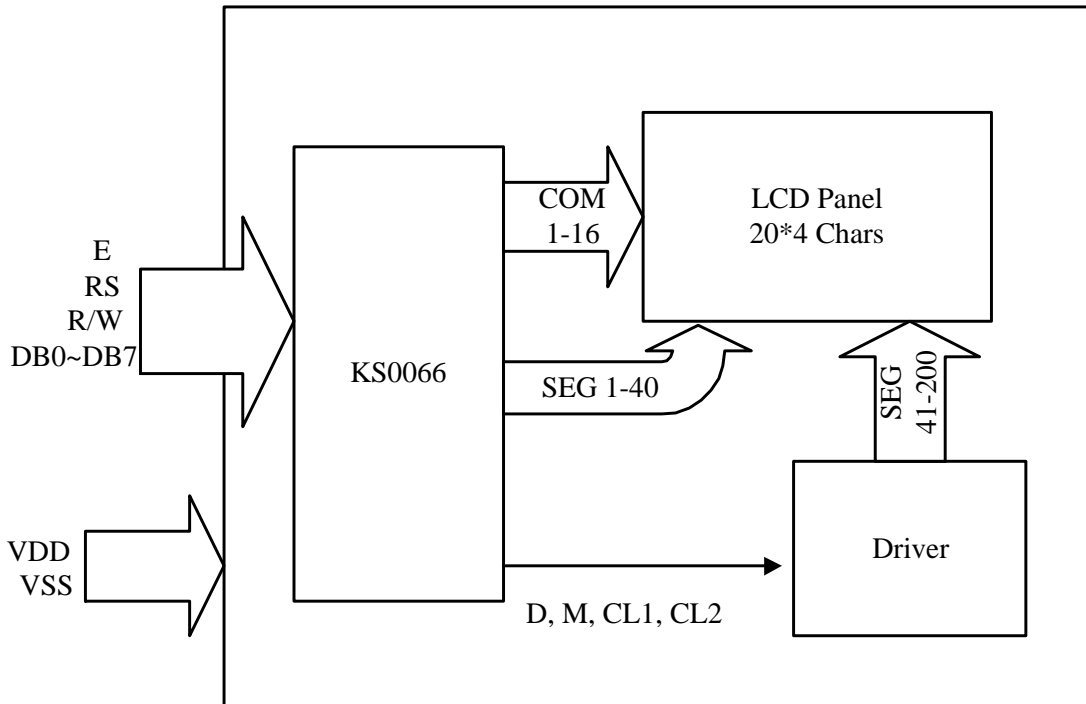 E
RS
R/W
DB0~DB7
VDD
VSS
KS0066
COM
1-16
SEG 1-40
D, M, CL1, CL2
LCD Panel
20*4 Chars
SEG
41-200
Driver